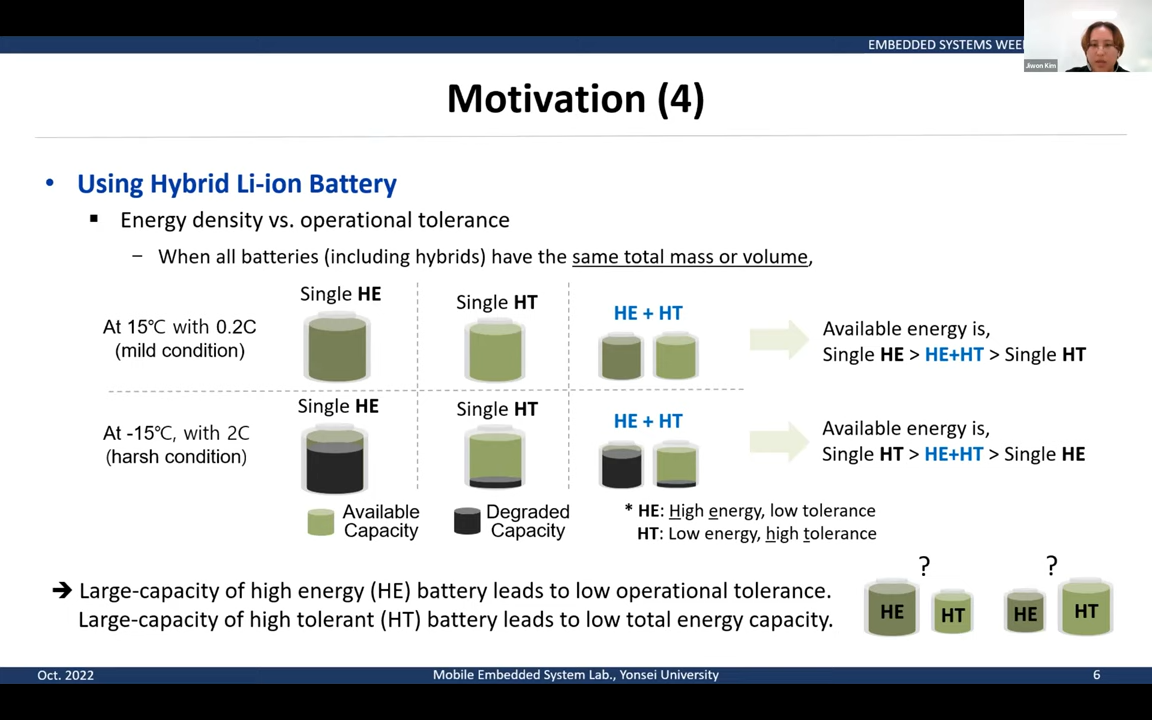 EMBEDDED SYSTEMS WEE
Jiwon Kim
Motivation (4)
• Using Hybrid Li-ion Battery
▪ Energy density vs. operational tolerance
– When all batteries (including hybrids) have the same total mass or volume,
Single HE
Single HT
HE + HT
At 15℃ with 0.2C
(mild condition)
Available energy is,
Single HE > HE+HT > Single HT
Single HE
Single HT
HE + HT
At -15℃, with 2C
(harsh condition)
Available energy is,
Single HT > HE+HT > Single HE
Available
Capacity
Degraded
Capacity
* HE: High energy, low tolerance
HT: Low energy, high tolerance
➔ Large-capacity of high energy (HE) battery leads to low operational tolerance.
Large-capacity of high tolerant (HT) battery leads to low total energy capacity.
?
?
HE
HT
HE
HT
Oct. 2022
Mobile Embedded System Lab., Yonsei University
6